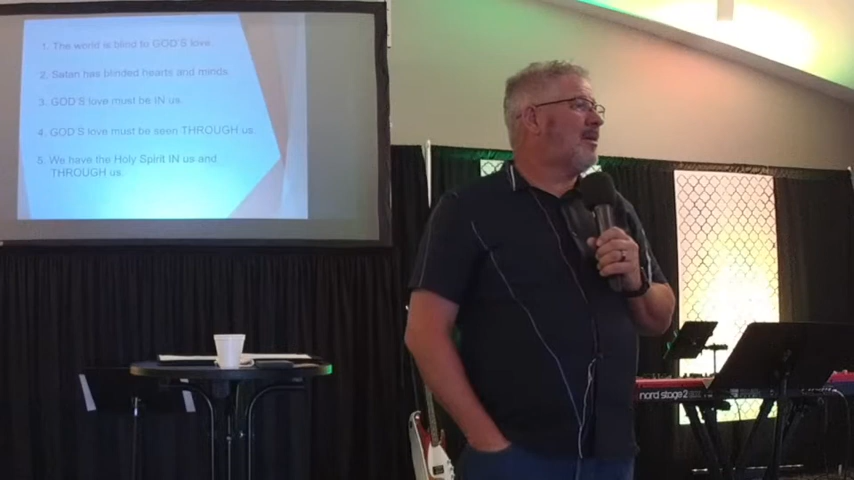 1. The world is blind to GOD'S love.
2. Satan has blinded hearts and minds.
3. GOD'S love must be IN us.
4. GOD'S love must be seen THROUGH us.
5. We have the Holy Spirit IN us and
THROUGH us.
nord stage 2